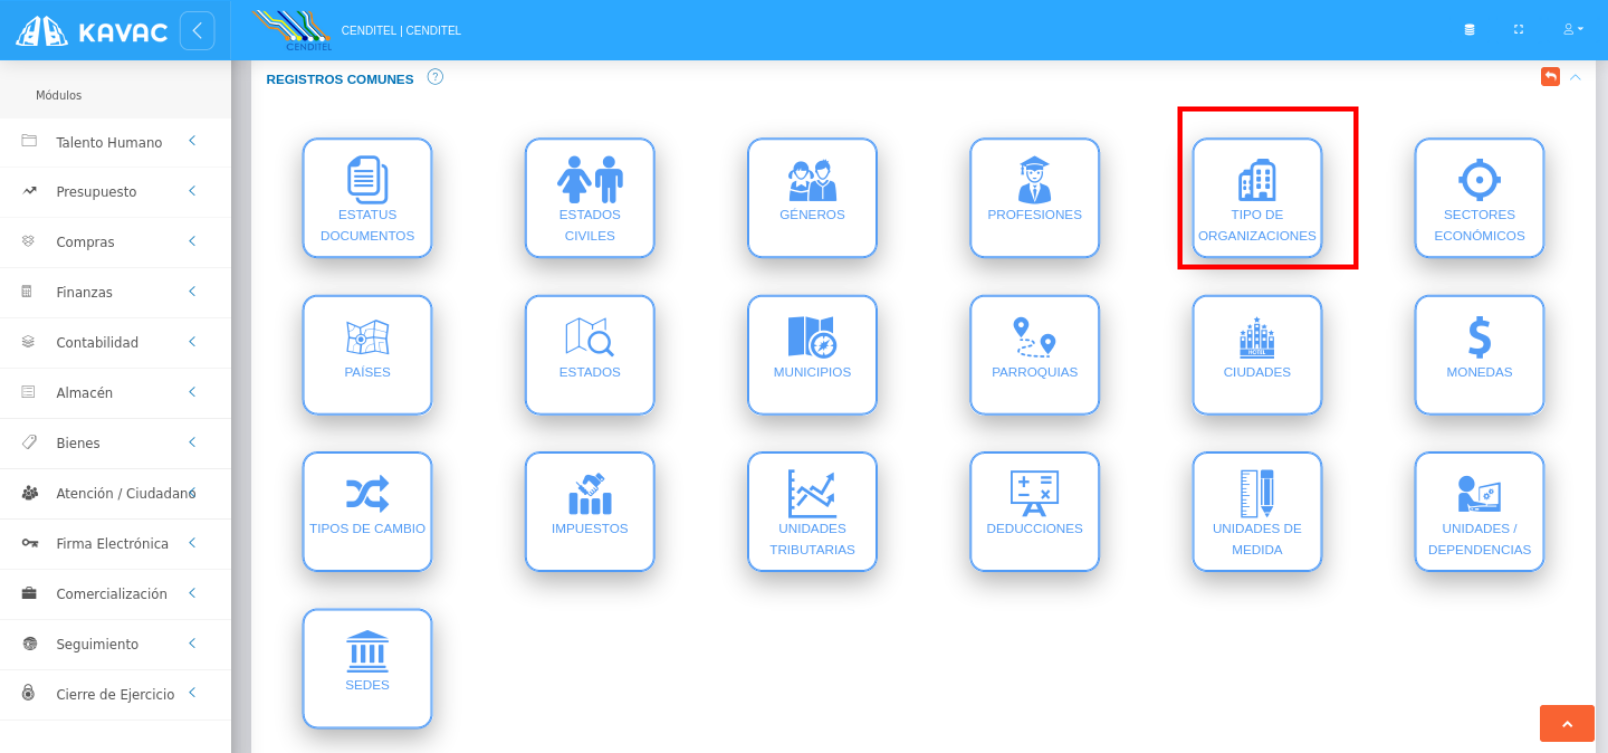 KAVAC
CENDITEL
CENDITEL | CENDITEL
REGISTROS COMUNES
?
Módulos
Talento Humano
Presupuesto
Compras
Finanzas
Contabilidad
Almacén
Bienes
Atención / Ciudadano
Firma Electrónica
Comercialización
Seguimiento
Cierre de Ejercicio
ESTATUS
DOCUMENTOS
ESTADOS
CIVILES
GÉNEROS
PROFESIONES
TIPO DE
ORGANIZACIONES
SECTORES
ECONÓMICOS
PAÍSES
ESTADOS
MUNICIPIOS
PARROQUIAS
HOTEL
CIUDADES
$
MONEDAS
TIPOS DE CAMBIO
IMPUESTOS
UNIDADES
TRIBUTARIAS
DEDUCCIONES
UNIDADES DE
MEDIDA
UNIDADES /
DEPENDENCIAS
SEDES